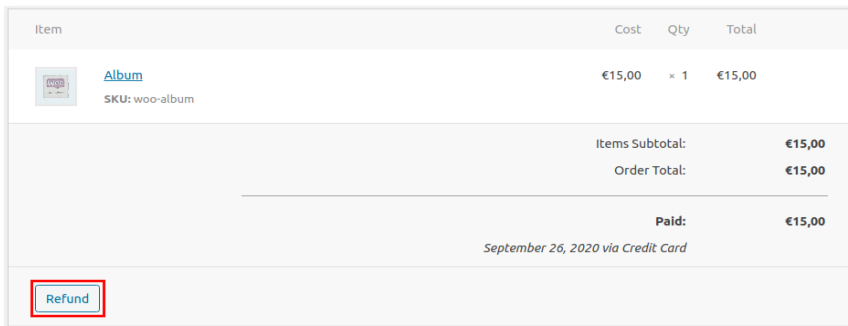 Item Cost Qty Total
Album €15,00 × 1 €15,00
SKU: woo-album
Items Subtotal: €15,00
Order Total: €15,00
Paid: €15,00
September 26, 2020 via Credit Card
Refund